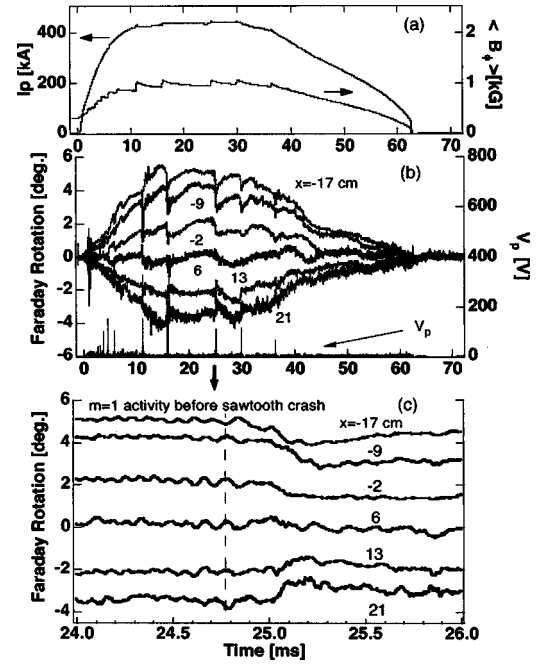 (a)
Ip [kA]
400
200
0
2
1
0
< Bφ >[kG]
0 10 20 30 40 50 60 70
(b)
Faraday Rotation [deg.]
6
4
2
0
-2
-4
-6
x=-17 cm
-9
-2
6
13
21
Vp
800
600
400
200
0
Vp [V]
0 10 20 30 40 50 60 70
m=1 activity before sawtooth crash
(c)
Faraday Rotation [deg.]
6
4
2
0
-2
-4
x=-17 cm
-9
-2
6
13
21
24.0 24.5 25.0 25.5 26.0
Time [ms]